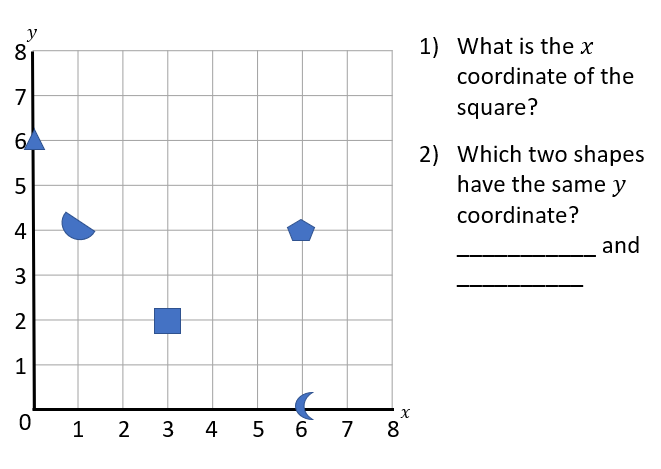 y
8
7
6
5
4
3
2
1
0
1 2 3 4 5 6 7 8 x
1) What is the x
coordinate of the
square?
2) Which two shapes
have the same y
coordinate?
___________ and
__________